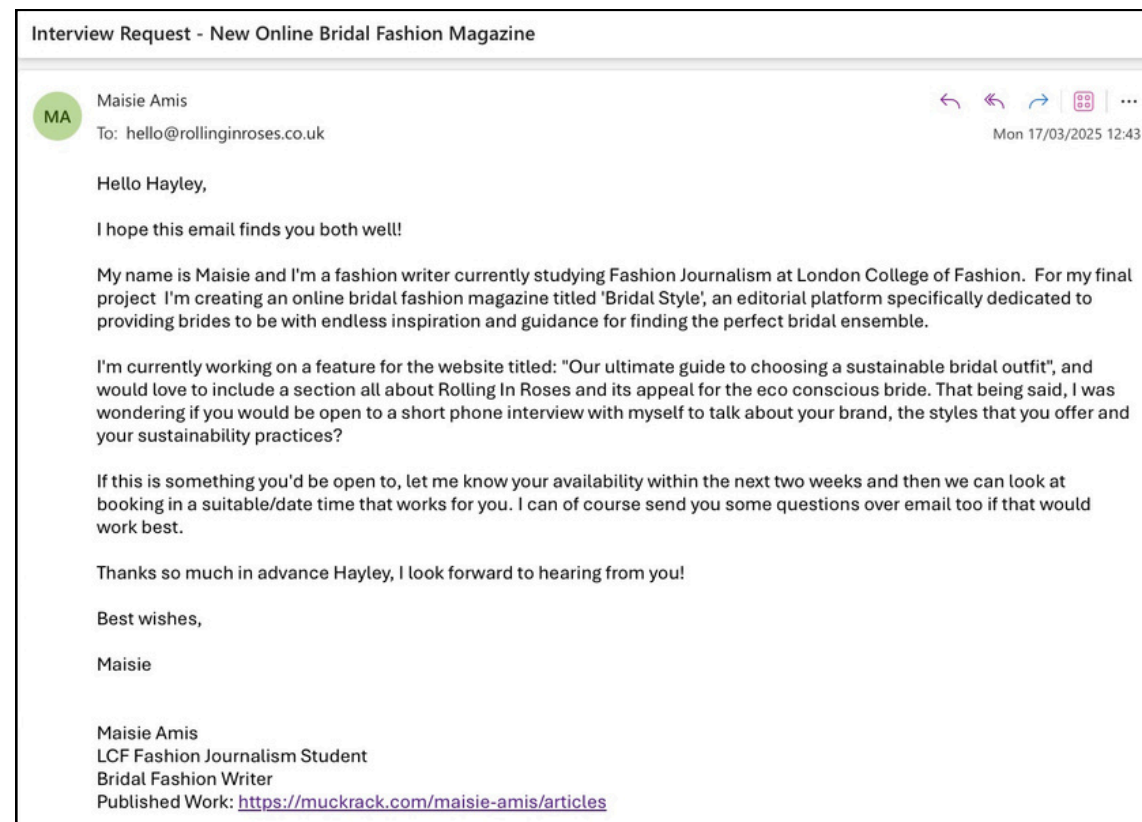 Interview Request - New Online Bridal Fashion Magazine
MA
Maisie Amis
To: hello@rollinginroses.co.uk
Mon 17/03/2025 12:43
Hello Hayley,
I hope this email finds you both well!
My name is Maisie and I'm a fashion writer currently studying Fashion Journalism at London College of Fashion.  For my final
project  I'm creating an online bridal fashion magazine titled 'Bridal Style', an editorial platform specifically dedicated to
providing brides to be with endless inspiration and guidance for finding the perfect bridal ensemble.
I'm currently working on a feature for the website titled: "Our ultimate guide to choosing a sustainable bridal outfit", and
would love to include a section all about Rolling In Roses and its appeal for the eco conscious bride. That being said, I was
wondering if you would be open to a short phone interview with myself to talk about your brand, the styles that you offer and
your sustainability practices?
If this is something you'd be open to, let me know your availability within the next two weeks and then we can look at
booking in a suitable/date time that works for you. I can of course send you some questions over email too if that would
work best.
Thanks so much in advance Hayley, I look forward to hearing from you!
Best wishes,
Maisie
Maisie Amis
LCF Fashion Journalism Student
Bridal Fashion Writer
Published Work: https://muckrack.com/maisie-amis/articles